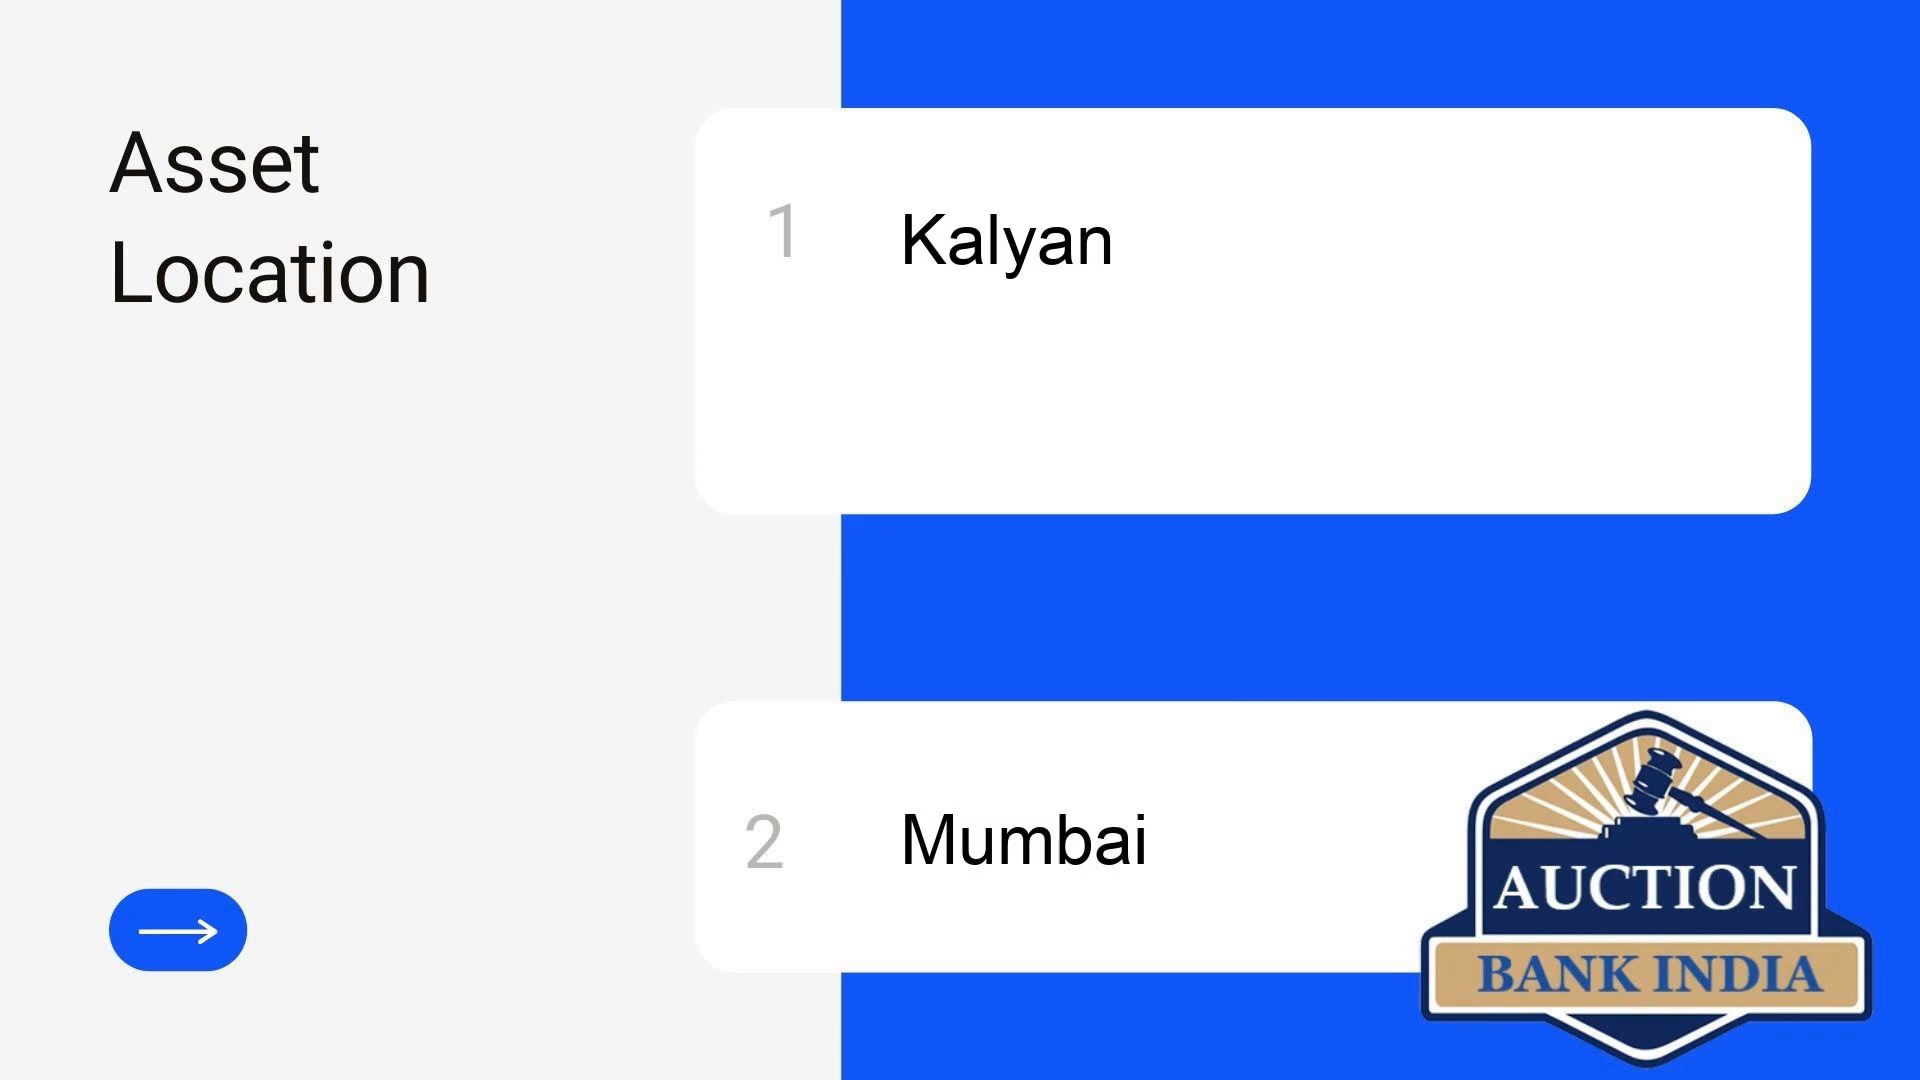 Asset
Location
1
Kalyan
2
Mumbai
AUCTION
BANK INDIA